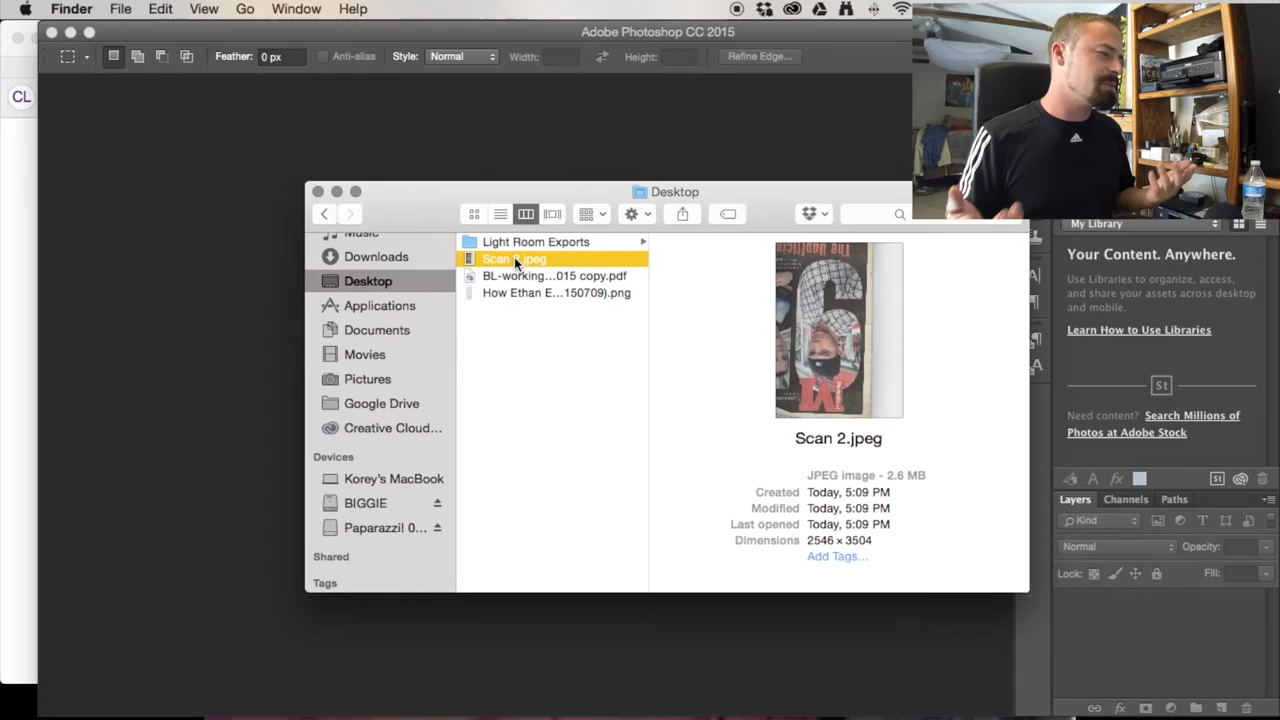 Finder File Edit View Go Window Help
Adobe Photoshop CC 2015
Feather: 0 px Anti-alias Style: Normal Width: Height: Refine Edge...
CL
Desktop
Music
Downloads
Desktop
Applications
Documents
Movies
Pictures
Google Drive
Creative Cloud...
Devices
Korey's MacBook
BIGGIE
Paparazzi! 0...
Shared
Tags
Light Room Exports
Scan 2.jpeg
BL-working...015 copy.pdf
How Ethan E...150709).png
Scan 2.jpeg
JPEG image - 2.6 MB
Created Today, 5:09 PM
Modified Today, 5:09 PM
Last opened Today, 5:09 PM
Dimensions 2546 × 3504
Add Tags...
My Library
Your Content. Anywhere.
Use Libraries to organize, access,
and share your assets across desktop
and mobile.
Learn How to Use Libraries
St
Need content? Search Millions of
Photos at Adobe Stock
St
Layers Channels Paths
Kind
Normal Opacity:
Lock: Fill: